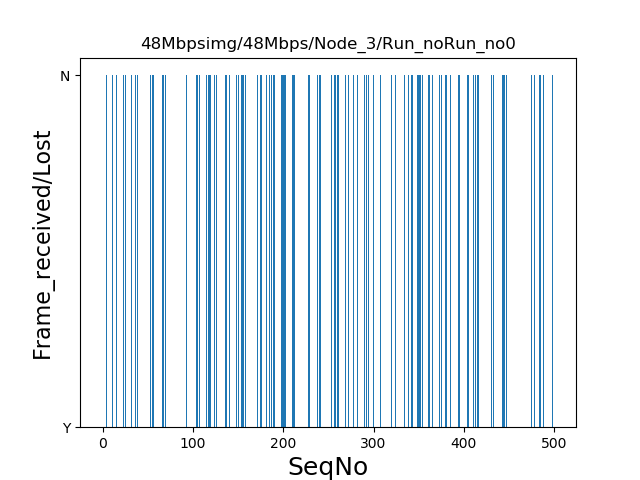 48Mbpsimg/48Mbps/Node_3/Run_noRun_no0
N
Frame_received/Lost
Y
0 100 200 300 400 500
SeqNo